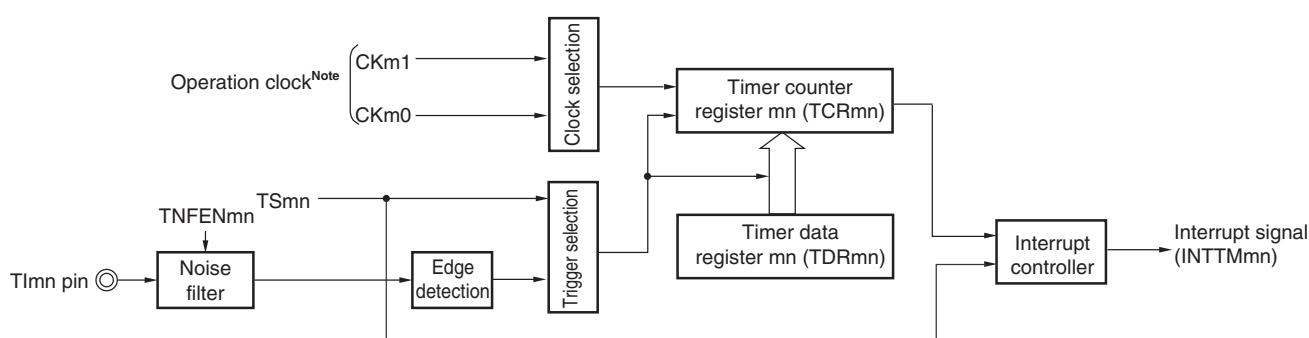 Operation clockNote
CKm1
CKm0
Clock selection
Timer counter
register mn (TCRmn)
TSmn
TNFENmn
TImn pin
Noise
filter
Edge
detection
Trigger selection
Timer data
register mn (TDRmn)
Interrupt
controller
Interrupt signal
(INTTMmn)